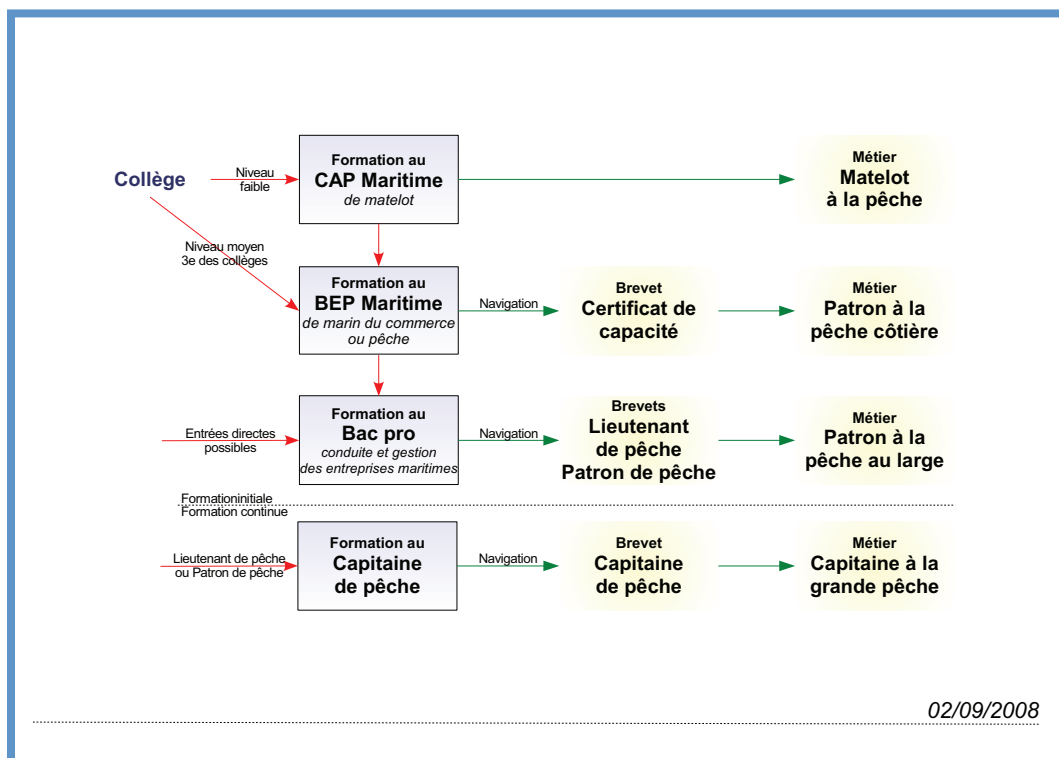 Collège
Niveau
faible
Formation au
CAP Maritime
de matelot
Métier
Matelot
à la pêche
Niveau moyen
3e des collèges
Formation au
BEP Maritime
de marin du commerce
ou pêche
Navigation
Brevet
Certificat de
capacité
Métier
Patron à la
pêche côtière
Entrées directes
possibles
Formation au
Bac pro
conduite et gestion
des entreprises maritimes
Navigation
Brevets
Lieutenant
de pêche
Patron de pêche
Métier
Patron à la
pêche au large
Formationinitiale
Formation continue
Lieutenant de pêche
ou Patron de pêche
Formation au
Capitaine
de pêche
Navigation
Brevet
Capitaine
de pêche
Métier
Capitaine à la
grande pêche
02/09/2008